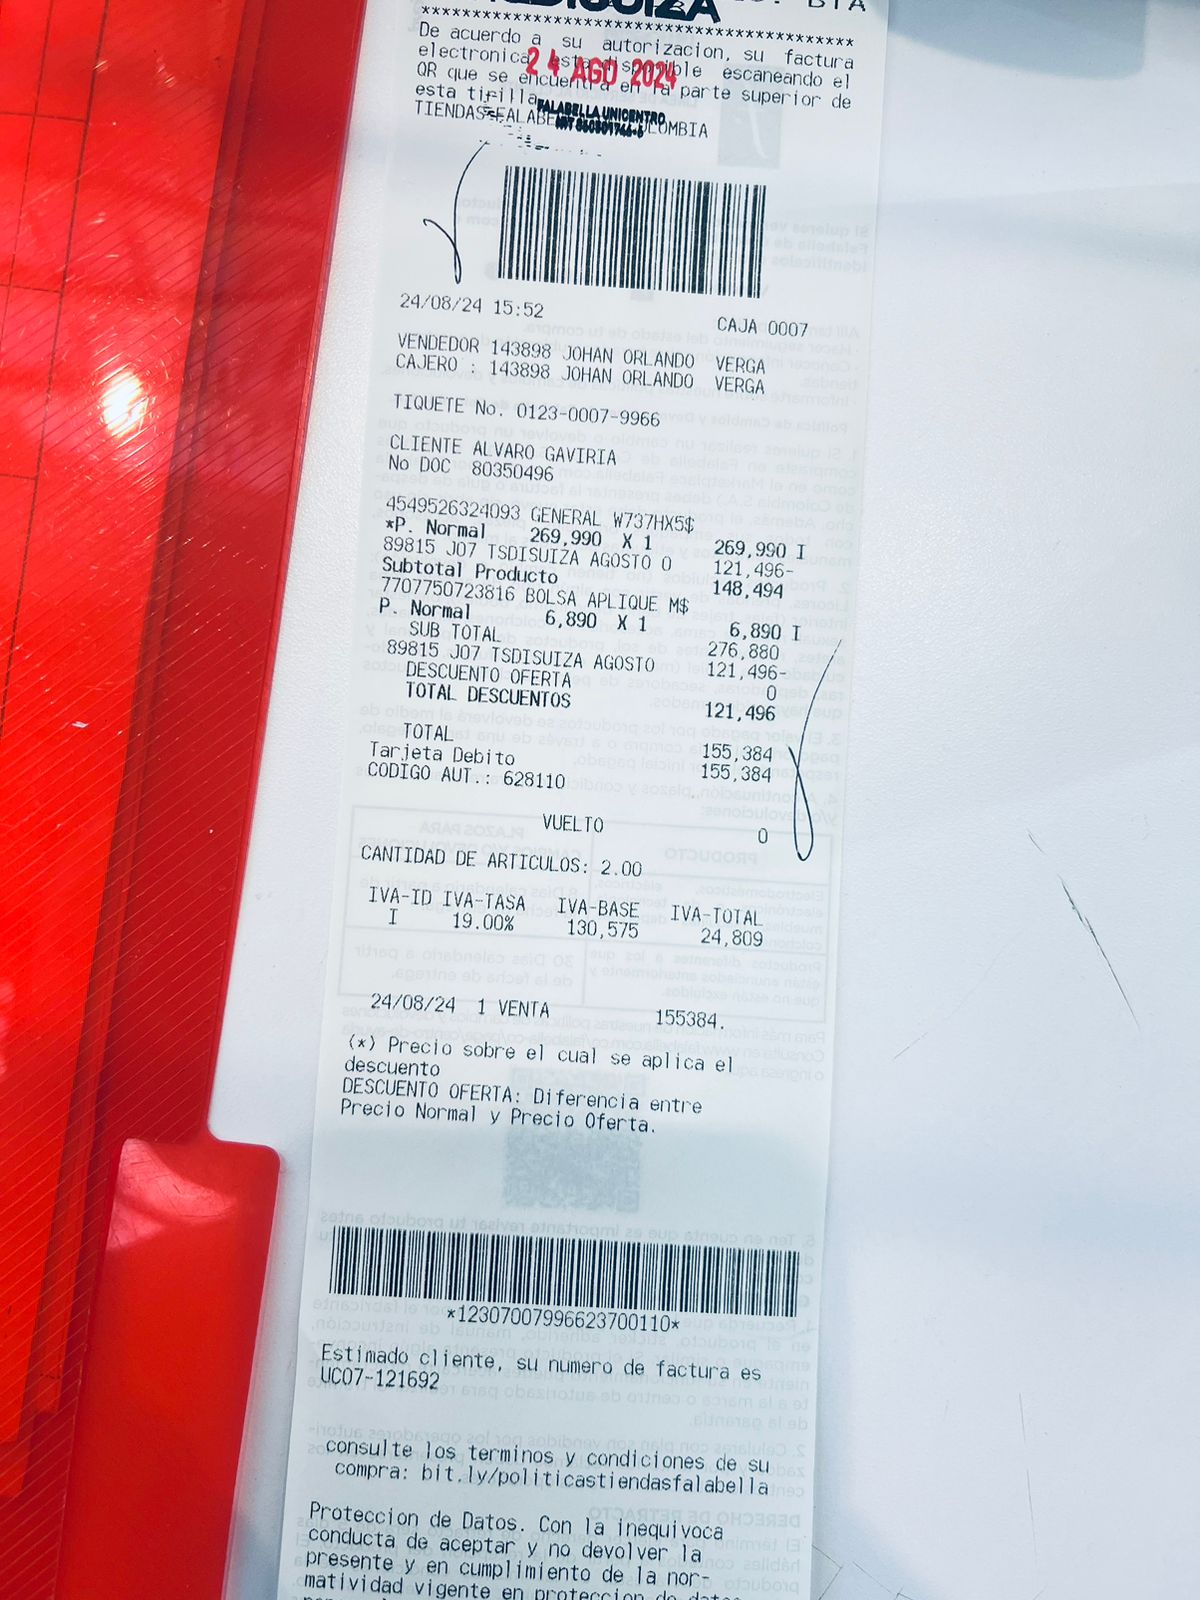 BTA
*******************************************
De acuerdo a su autorizacion, su factura
electronica esta disponible escaneando el
QR que se encuentra en la parte superior de
esta tirilla
24 AGO 2024
FALABELLA UNICENTRO
TIENDAS FALABE COLOMBIA
24/08/24 15:52 CAJA 0007
VENDEDOR 143898 JOHAN ORLANDO VERGA
CAJERO : 143898 JOHAN ORLANDO VERGA
TIQUETE No. 0123-0007-9966
CLIENTE ALVARO GAVIRIA
No DOC 80350496
4549526324093 GENERAL W737HX5$
*P. Normal 269,990 X 1 269,990 I
89815 J07 TSDISUIZA AGOSTO 0 121,496-
Subtotal Producto 148,494
7707750723816 BOLSA APLIQUE M$
P. Normal 6,890 X 1 6,890 I
SUB TOTAL 276,880
89815 J07 TSDISUIZA AGOSTO 121,496-
DESCUENTO OFERTA 0
TOTAL DESCUENTOS 121,496
TOTAL 155,384
Tarjeta Debito 155,384
CODIGO AUT.: 628110
VUELTO 0
CANTIDAD DE ARTICULOS: 2.00
IVA-ID IVA-TASA IVA-BASE IVA-TOTAL
I 19.00% 130,575 24,809
24/08/24 1 VENTA 155384.
(*) Precio sobre el cual se aplica el
descuento
DESCUENTO OFERTA: Diferencia entre
Precio Normal y Precio Oferta.
*12307007996623700110*
Estimado cliente, su numero de factura es
UC07-121692
consulte los terminos y condiciones de su
compra: bit.ly/politicastiendasfalabella
Proteccion de Datos. Con la inequivoca
conducta de aceptar y no devolver la
presente y en cumplimiento de la nor-
matividad vigente en proteccion de datos